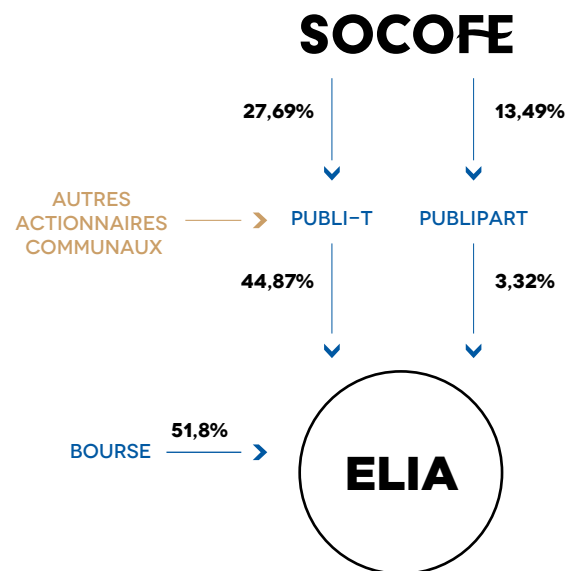 SOCOFE
27,69%
13,49%
AUTRES
ACTIONNAIRES
COMMUNAUX
PUBLI-T
PUBLIPART
44,87%
3,32%
51,8%
BOURSE
ELIA